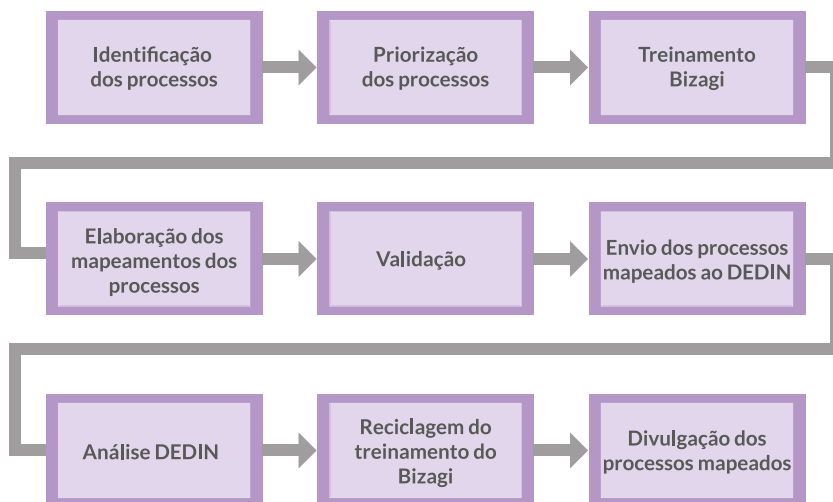 Identificação
dos processos
Priorização
dos processos
Treinamento
Bizagi
Elaboração dos
mapeamentos dos
processos
Validação
Envio dos processos
mapeados ao DEDIN
Análise DEDIN
Reciclagem do
treinamento do
Bizagi
Divulgação dos
processos mapeados